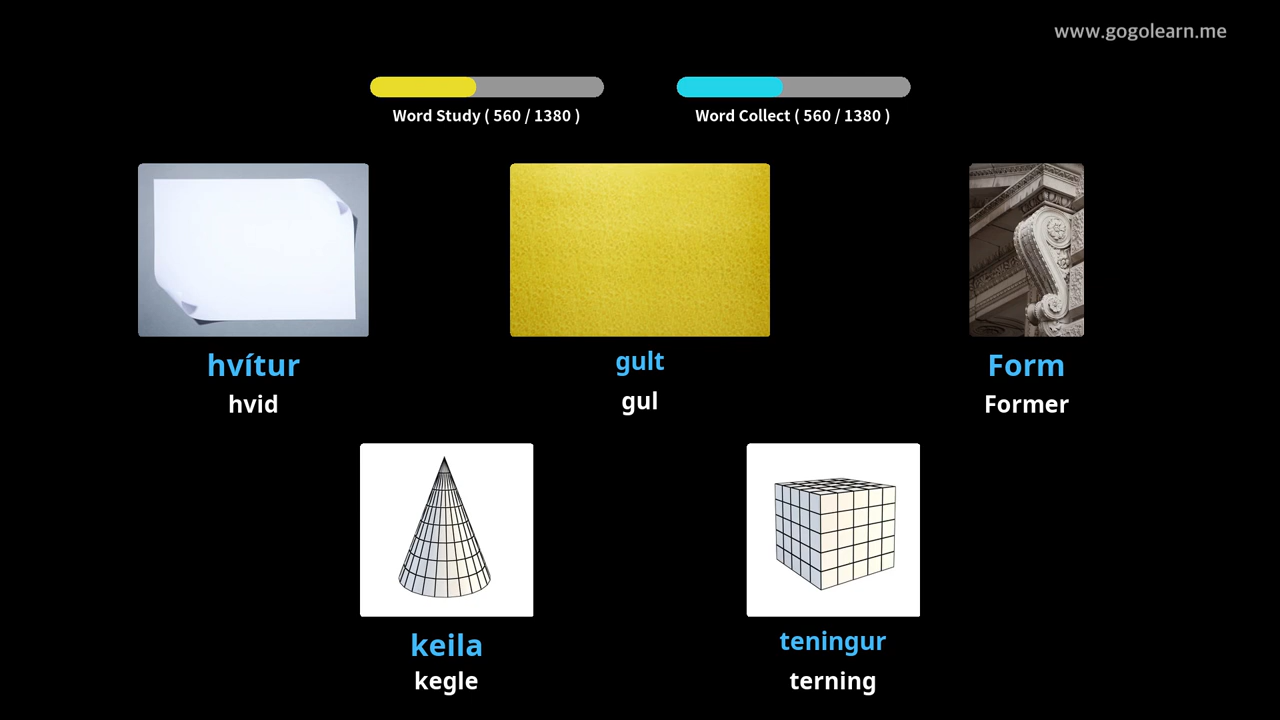 www.gogolearn.me
Word Study ( 560 / 1380 )
Word Collect ( 560 / 1380 )
hvítur
hvid
gult
gul
Form
Former
keila
kegle
teningur
terning